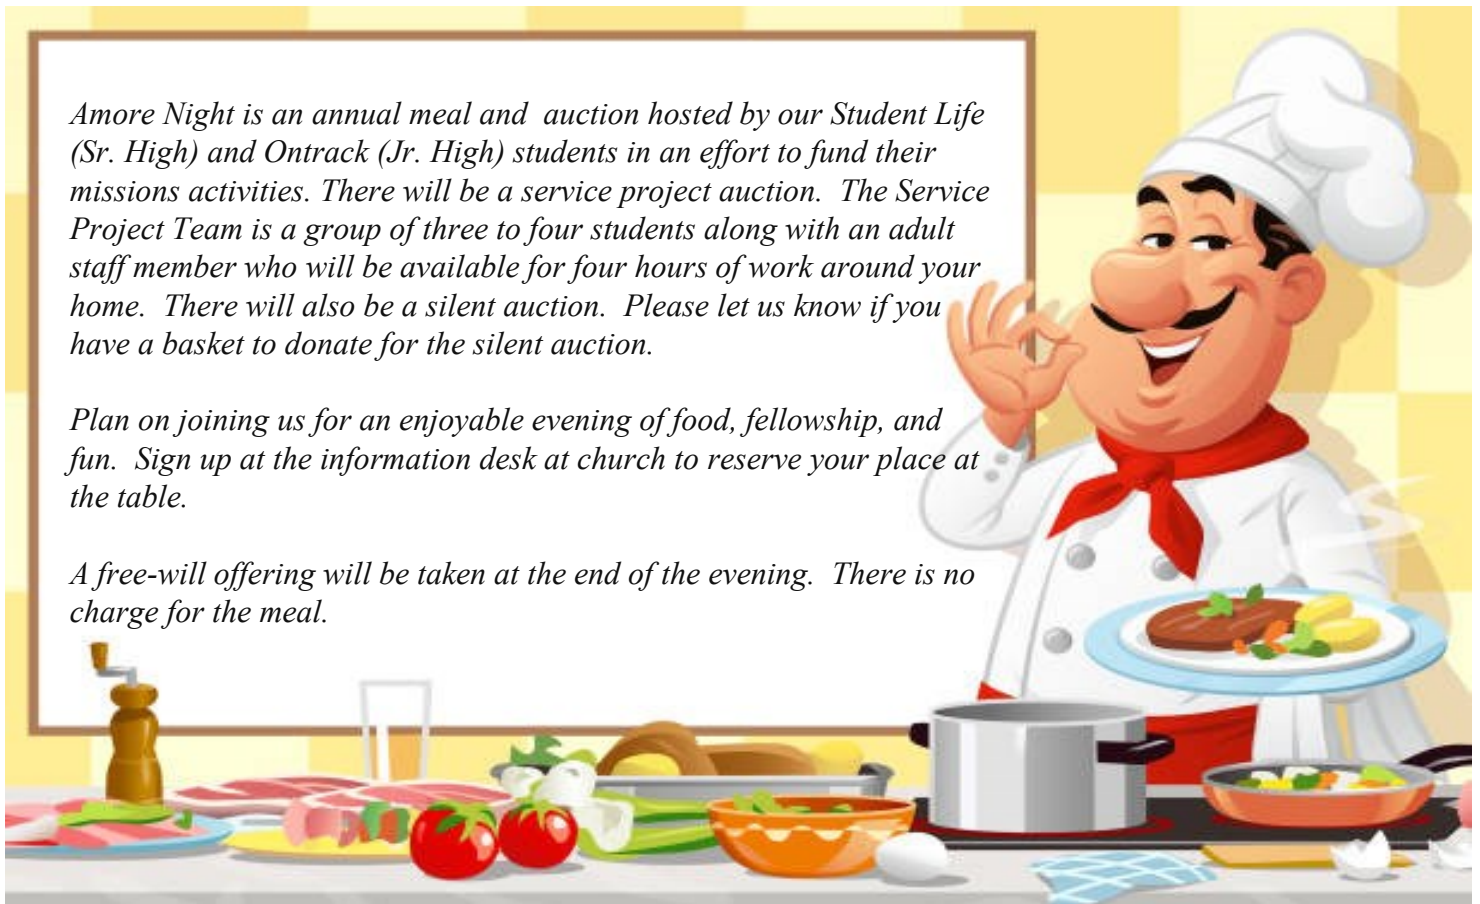 Amore Night is an annual meal and  auction hosted by our Student Life
(Sr. High) and Ontrack (Jr. High) students in an effort to fund their
missions activities. There will be a service project auction.  The Service
Project Team is a group of three to four students along with an adult
staff member who will be available for four hours of work around your
home.  There will also be a silent auction.  Please let us know if you
have a basket to donate for the silent auction.
Plan on joining us for an enjoyable evening of food, fellowship, and
fun.  Sign up at the information desk at church to reserve your place at
the table.
A free-will offering will be taken at the end of the evening.  There is no
charge for the meal.